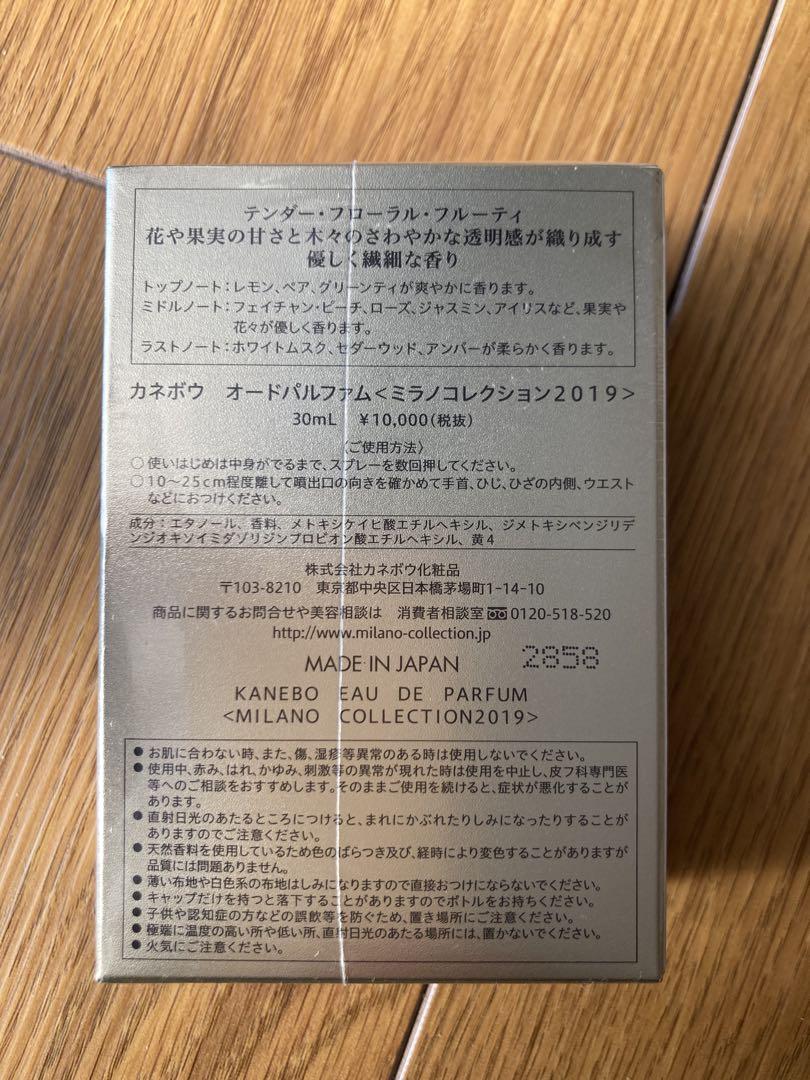 テンダー・フローラル・フルーティ
花や果実の甘さと木々のさわやかな透明感が織り成す
優しく繊細な香り
トップノート：レモン、ペア、グリーンティが爽やかに香ります。
ミドルノート：フェイチャン・ピーチ、ローズ、ジャスミン、アイリスなど、果実や
花々が優しく香ります。
ラストノート：ホワイトムスク、セダーウッド、アンバーが柔らかく香ります。
カネボウ　オードパルファム＜ミラノコレクション2019＞
30mL　¥10,000（税抜）
〈ご使用方法〉
○使いはじめは中身がでるまで、スプレーを数回押してください。
○10〜25cm程度離して噴出口の向きを確かめて手首、ひじ、ひざの内側、ウエスト
などにおつけください。
成分：エタノール、香料、メトキシケイヒ酸エチルヘキシル、ジメトキシベンジリデ
ンジオキソイミダゾリジンプロピオン酸エチルヘキシル、黄4
株式会社カネボウ化粧品
〒103-8210　東京都中央区日本橋茅場町1-14-10
商品に関するお問合せや美容相談は　消費者相談室 0120-518-520
http://www.milano-collection.jp
MADE IN JAPAN
2858
KANEBO EAU DE PARFUM
<MILANO COLLECTION2019>
●お肌に合わない時、また、傷、湿疹等異常のある時は使用しないでください。
●使用中、赤み、はれ、かゆみ、刺激等の異常が現れた時は使用を中止し、皮フ科専門医
等へのご相談をおすすめします。そのままご使用を続けると、症状が悪化することが
あります。
●直射日光のあたるところにつけると、まれにかぶれたりしみになったりすることが
ありますのでご注意ください。
●天然香料を使用しているため色のばらつき及び、経時により変色することがありますが
品質には問題ありません。
●薄い布地や白色系の布地はしみになりますので直接おつけにならないでください。
●キャップだけを持つと落下することがありますのでボトルをお持ちください。
●子供や認知症の方などの誤飲等を防ぐため、置き場所にご注意ください。
●極端に温度の高い所や低い所、直射日光のあたる場所には、置かないでください。
●火気にご注意ください。